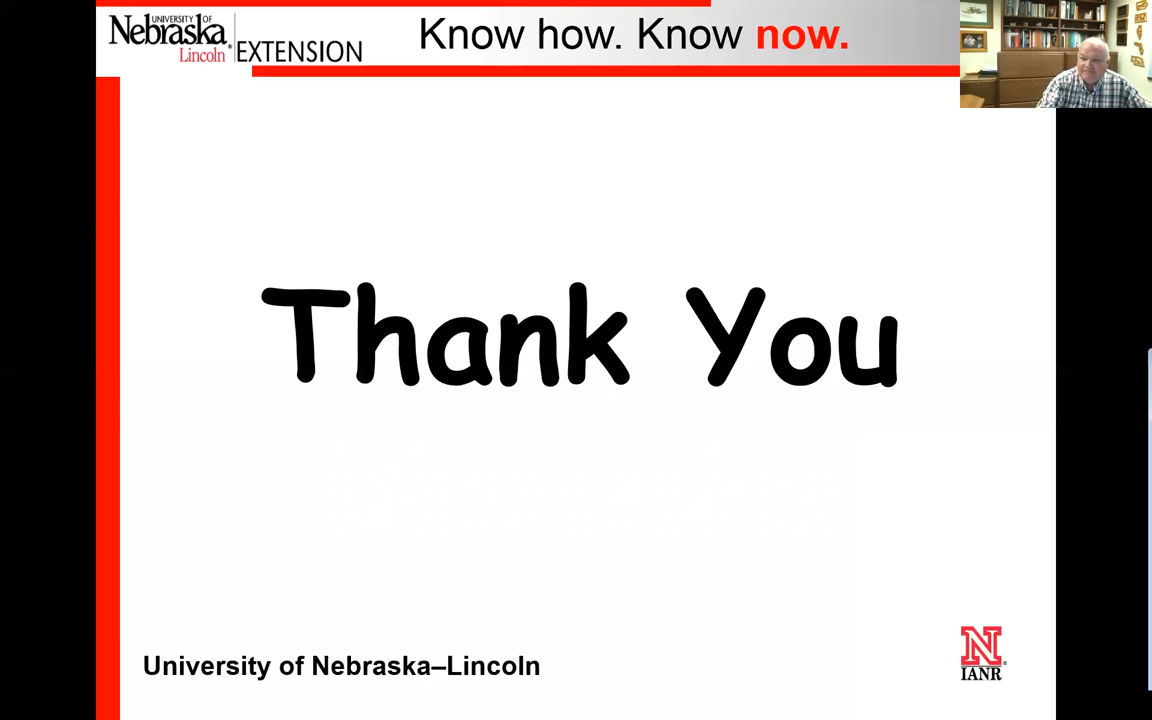 UNIVERSITY OF
Nebraska
Lincoln
EXTENSION
Know how. Know now.
Thank You
University of Nebraska–Lincoln
N
IANR